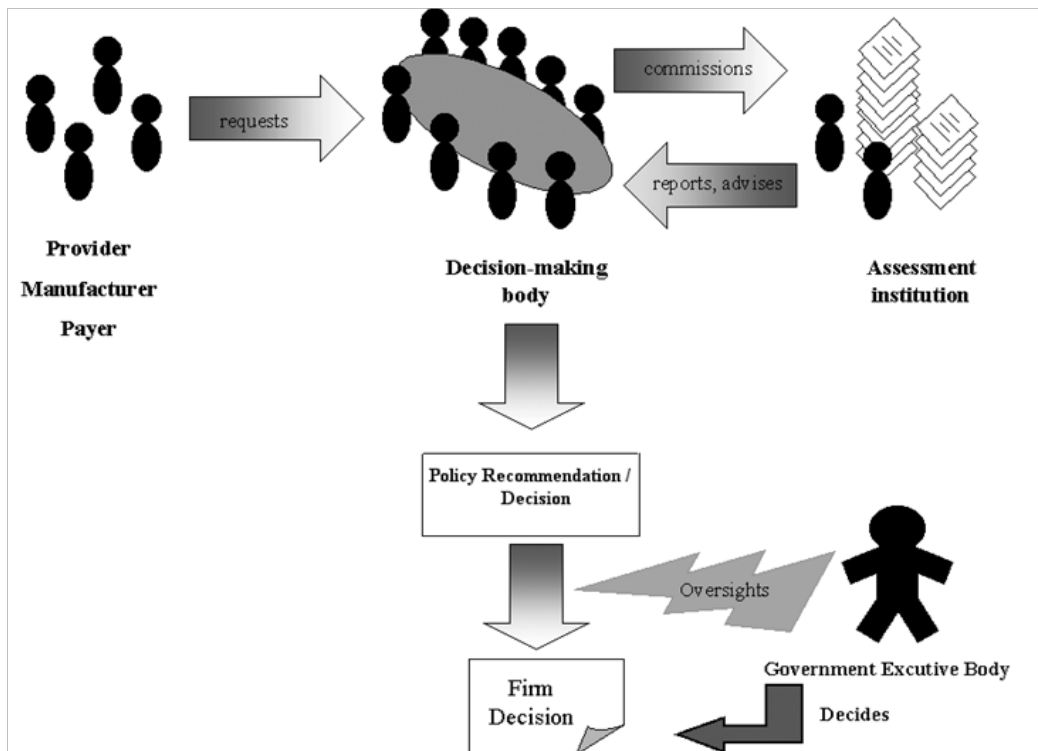 requests
commissions
reports, advises
Provider
Manufacturer
Payer
Decision-making
body
Assessment
institution
Policy Recommendation /
Decision
Oversights
Government Excutive Body
Firm
Decision
Decides